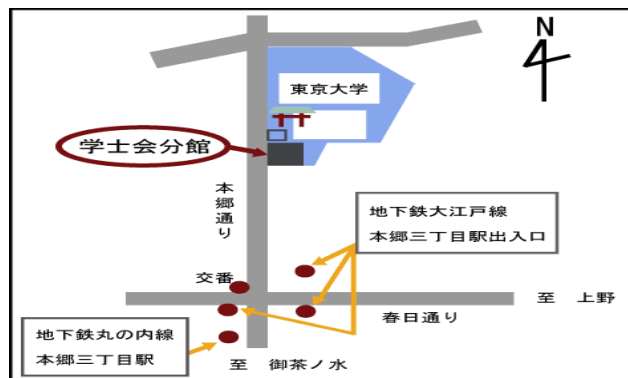 N
東京大学
学士会分館
本郷通り
地下鉄大江戸線
本郷三丁目駅出入口
交番
至 上野
春日通り
地下鉄丸の内線
本郷三丁目駅
至 御茶ノ水